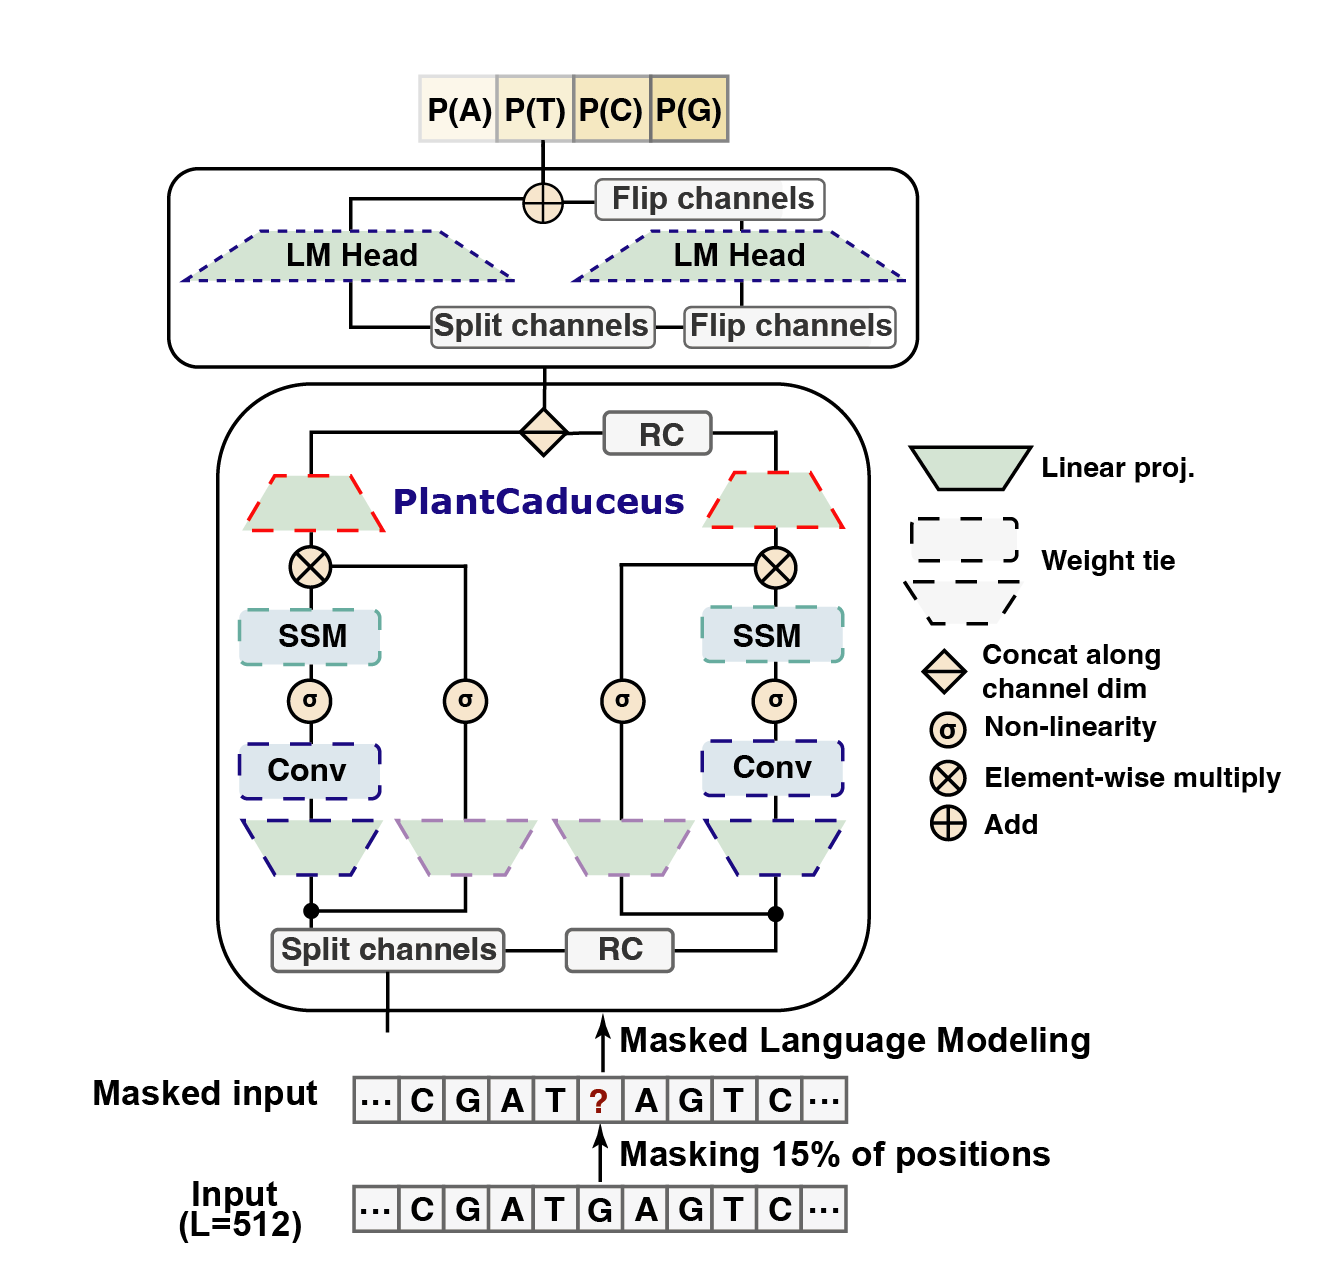 P(A) P(T) P(C) P(G)
Flip channels
LM Head LM Head
Split channels Flip channels
RC
PlantCaduceus
SSM SSM
σ σ σ σ
Conv Conv
Split channels RC
Linear proj.
Weight tie
Concat along
channel dim
σ Non-linearity
Element-wise multiply
Add
Masked Language Modeling
Masked input ... C G A T ? A G T C ...
Masking 15% of positions
Input
(L=512)
... C G A T G A G T C ...